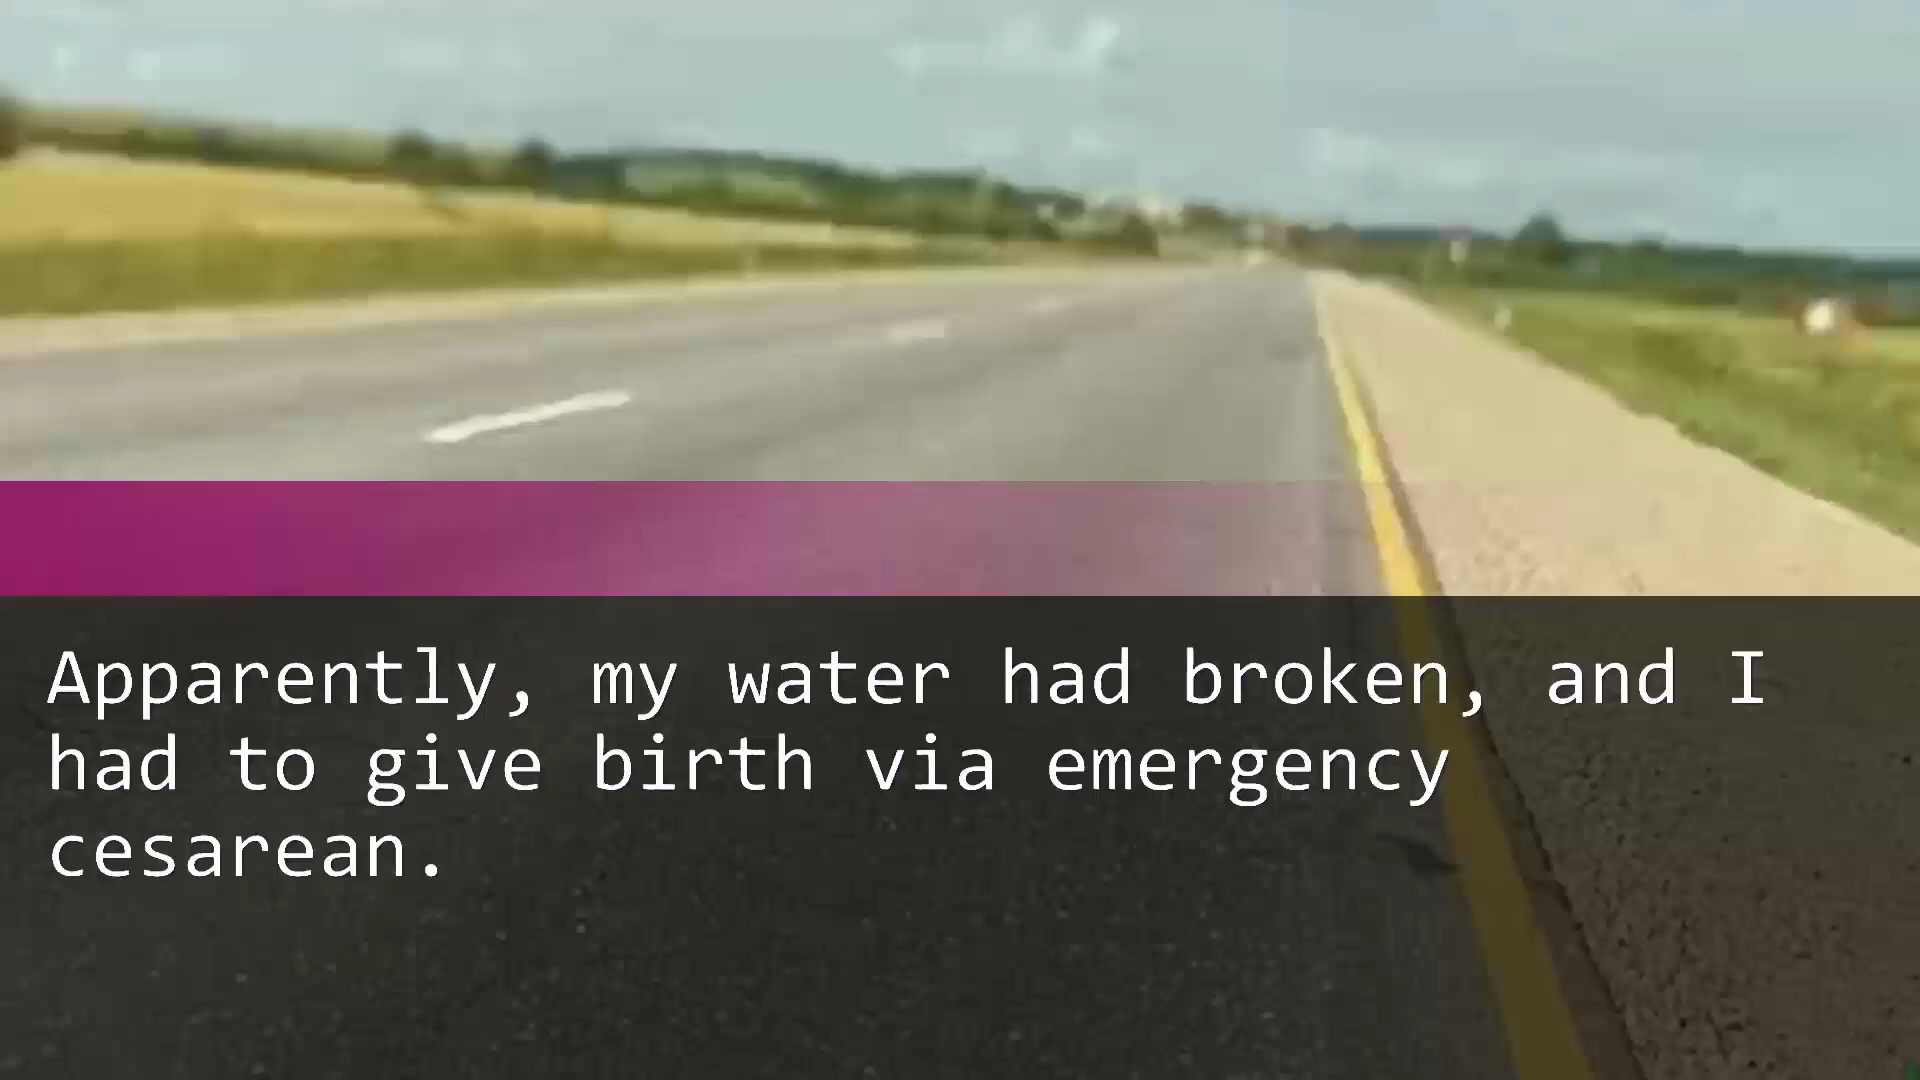 Apparently, my water had broken, and I
had to give birth via emergency
cesarean.